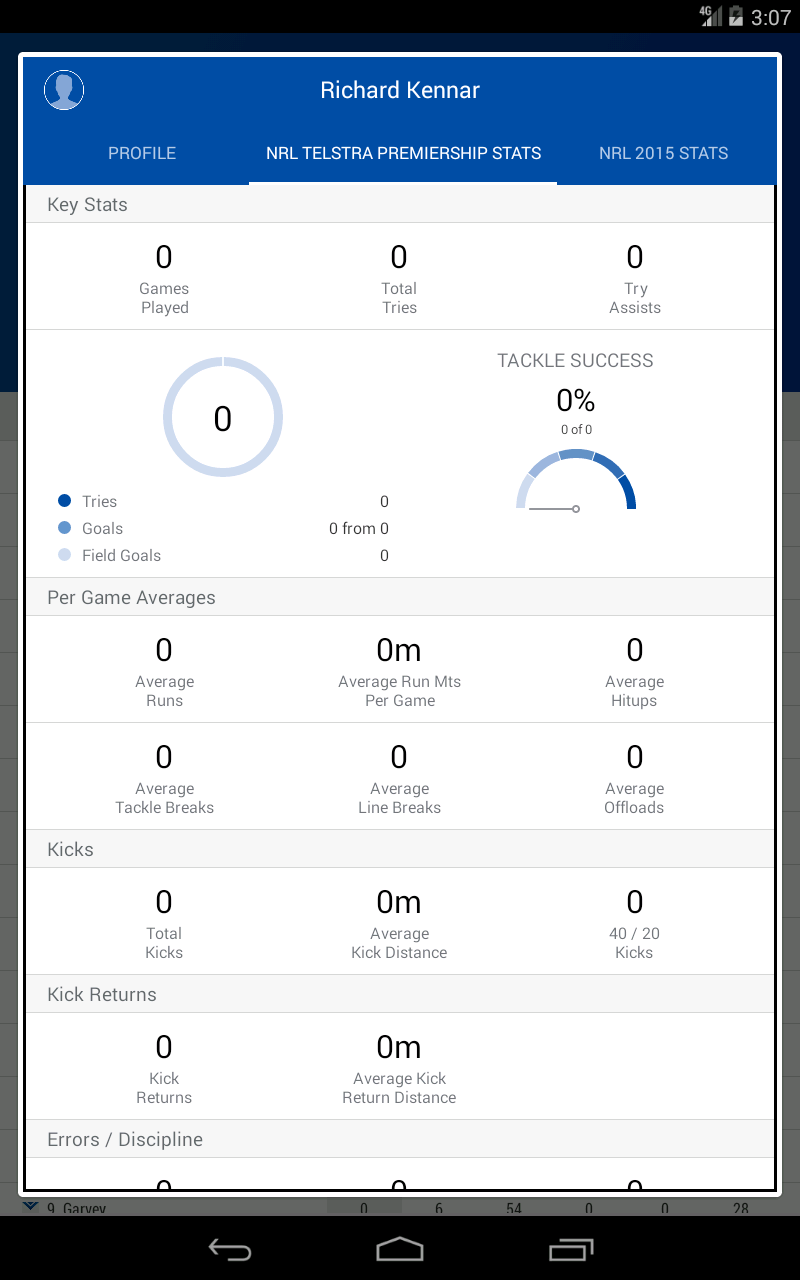 4G 3:07
Richard Kennar
PROFILE NRL TELSTRA PREMIERSHIP STATS NRL 2015 STATS
Key Stats
0 0 0
Games Total Try
Played Tries Assists
TACKLE SUCCESS
0 0%
0 of 0
Tries 0
Goals 0 from 0
Field Goals 0
Per Game Averages
0 0m 0
Average Average Run Mts Average
Runs Per Game Hitups
0 0 0
Average Average Average
Tackle Breaks Line Breaks Offloads
Kicks
0 0m 0
Total Average 40 / 20
Kicks Kick Distance Kicks
Kick Returns
0 0m
Kick Average Kick
Returns Return Distance
Errors / Discipline
0 0 0
9 Garvey 0 6 54 0 0 28